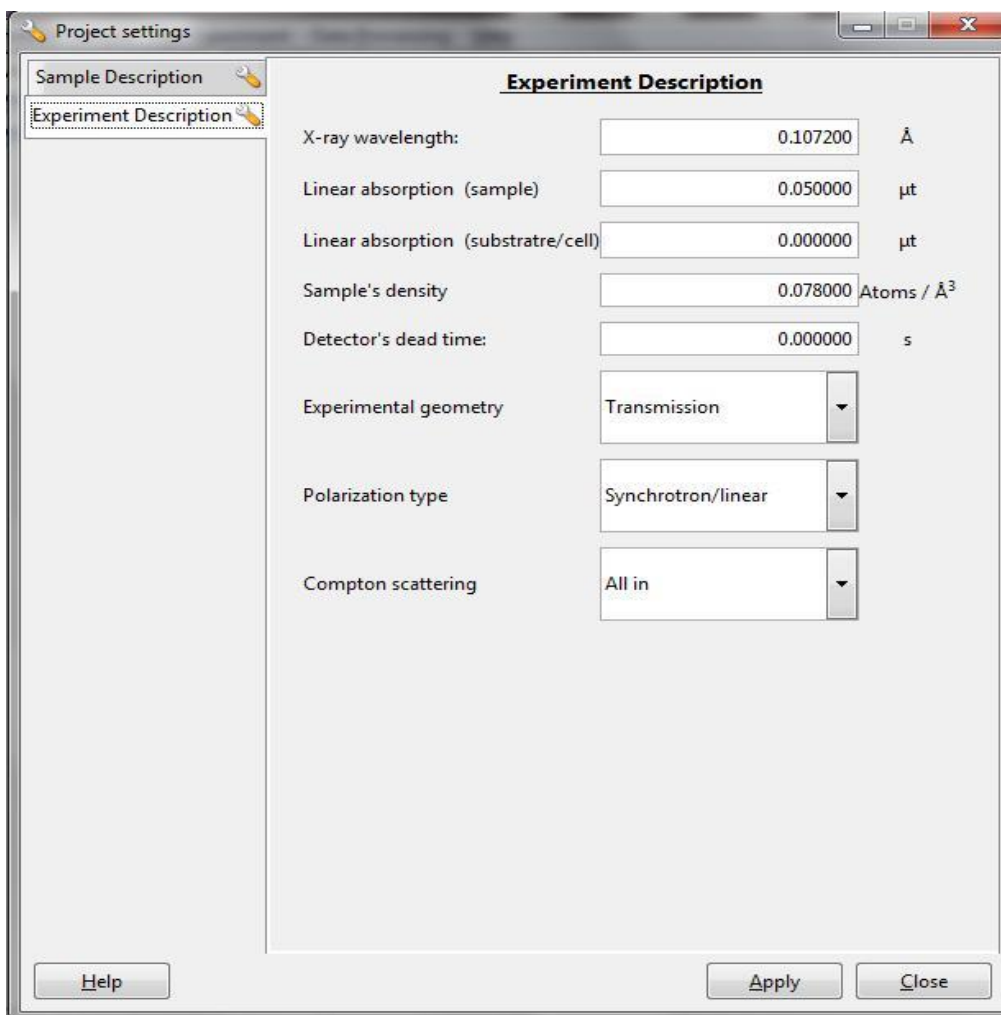 Project settings
Sample Description
Experiment Description
Experiment Description
X-ray wavelength: 0.107200 Å
Linear absorption (sample) 0.050000 µt
Linear absorption (substratre/cell) 0.000000 µt
Sample's density 0.078000 Atoms / Å³
Detector's dead time: 0.000000 s
Experimental geometry Transmission
Polarization type Synchrotron/linear
Compton scattering All in
Help Apply Close